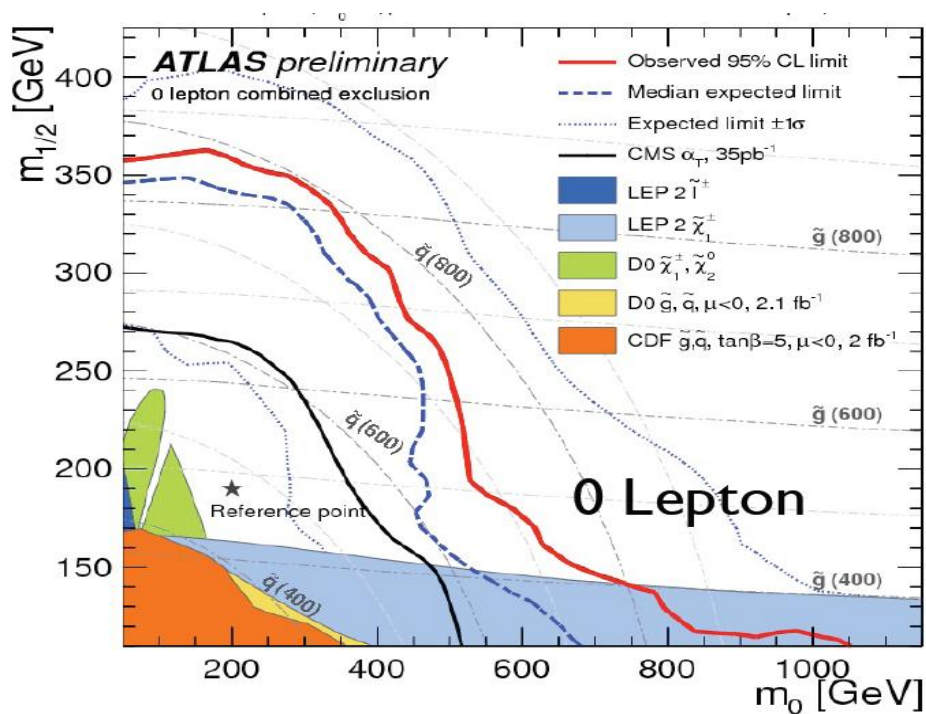 m₁/₂ [GeV]
400
350
300
250
200
150
ATLAS preliminary
0 lepton combined exclusion
Observed 95% CL limit
Median expected limit
Expected limit ±1σ
CMS α_T, 35pb⁻¹
LEP 2 l̃±
LEP 2 χ̃₁±
D0 χ̃₁±, χ̃₂⁰
D0 g̃, q̃, μ<0, 2.1 fb⁻¹
CDF g̃,q̃, tanβ=5, μ<0, 2 fb⁻¹
g̃ (800)
q̃ (800)
g̃ (600)
q̃ (600)
Reference point
0 Lepton
g̃ (400)
q̃ (400)
200
400
600
800
1000
m₀ [GeV]